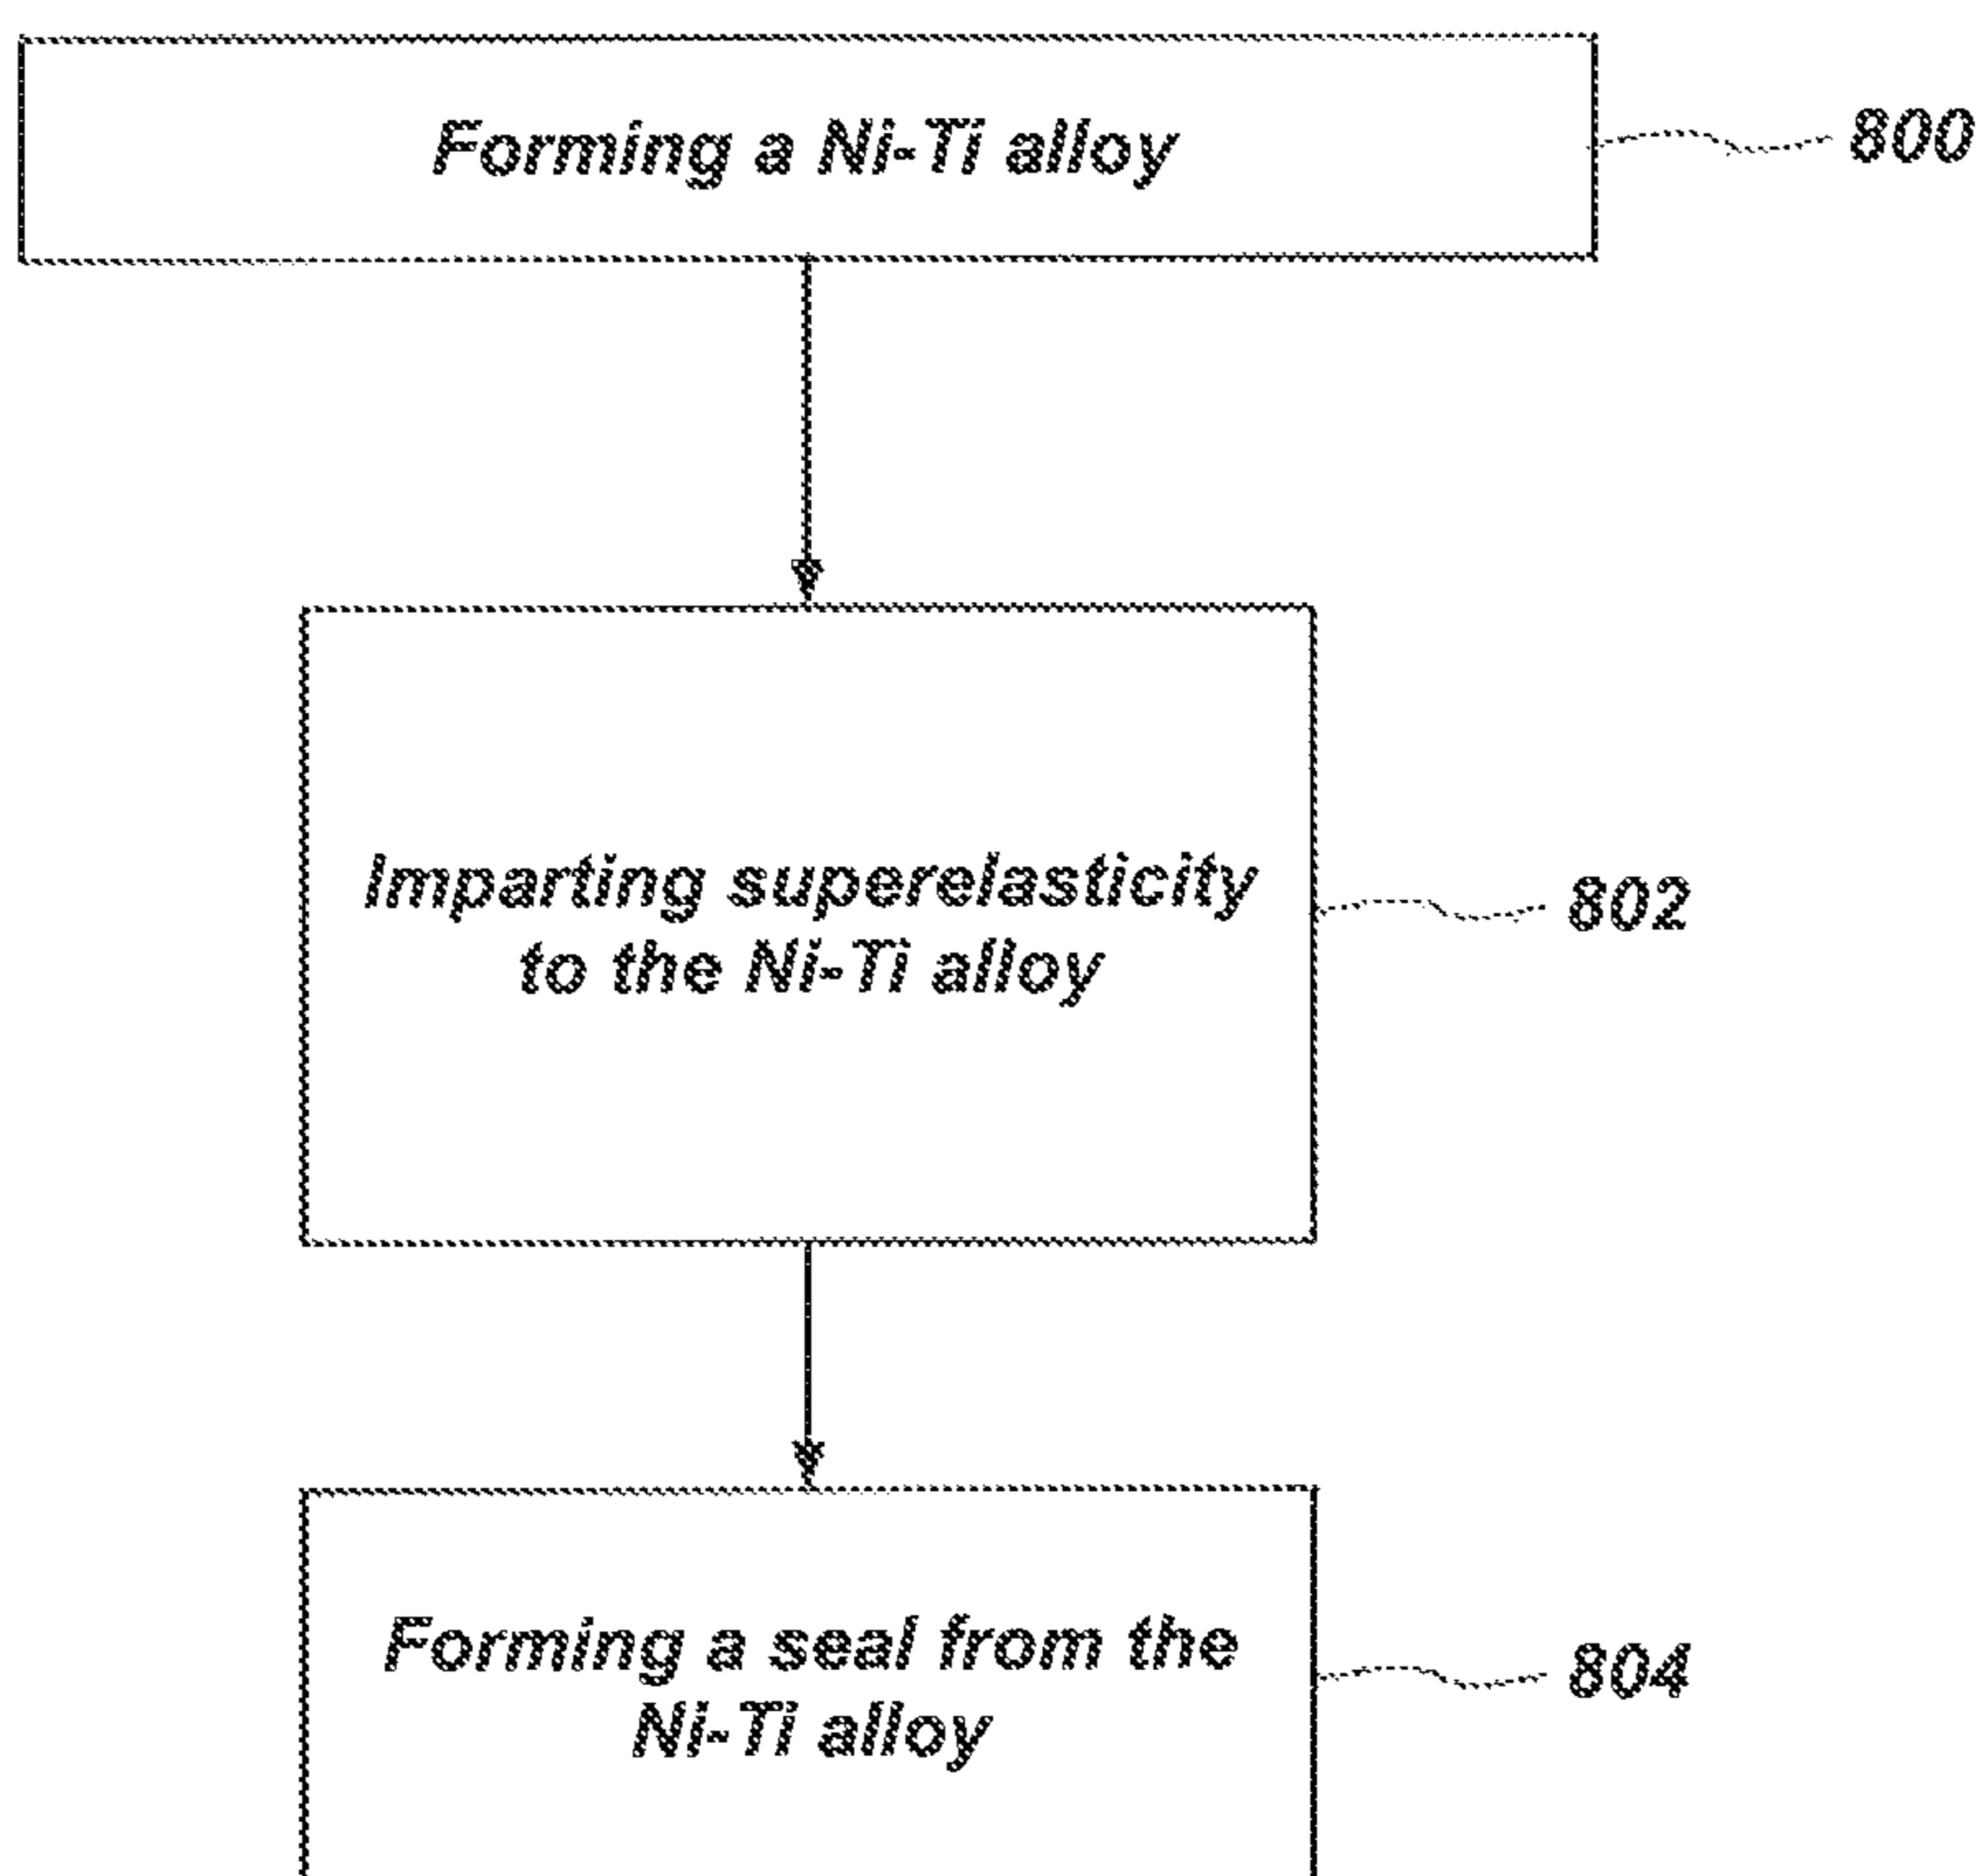 Forming a Ni-Ti alloy
800
Imparting superelasticity
to the Ni-Ti alloy
802
Forming a seal from the
Ni-Ti alloy
804